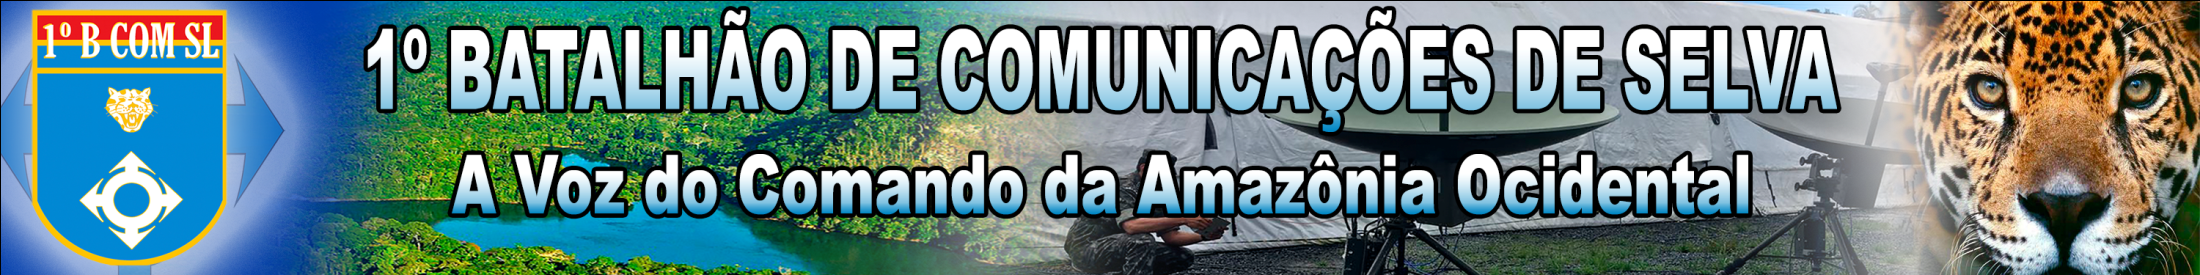 1º B COM SL
1º BATALHÃO DE COMUNICAÇÕES DE SELVA
A Voz do Comando da Amazônia Ocidental